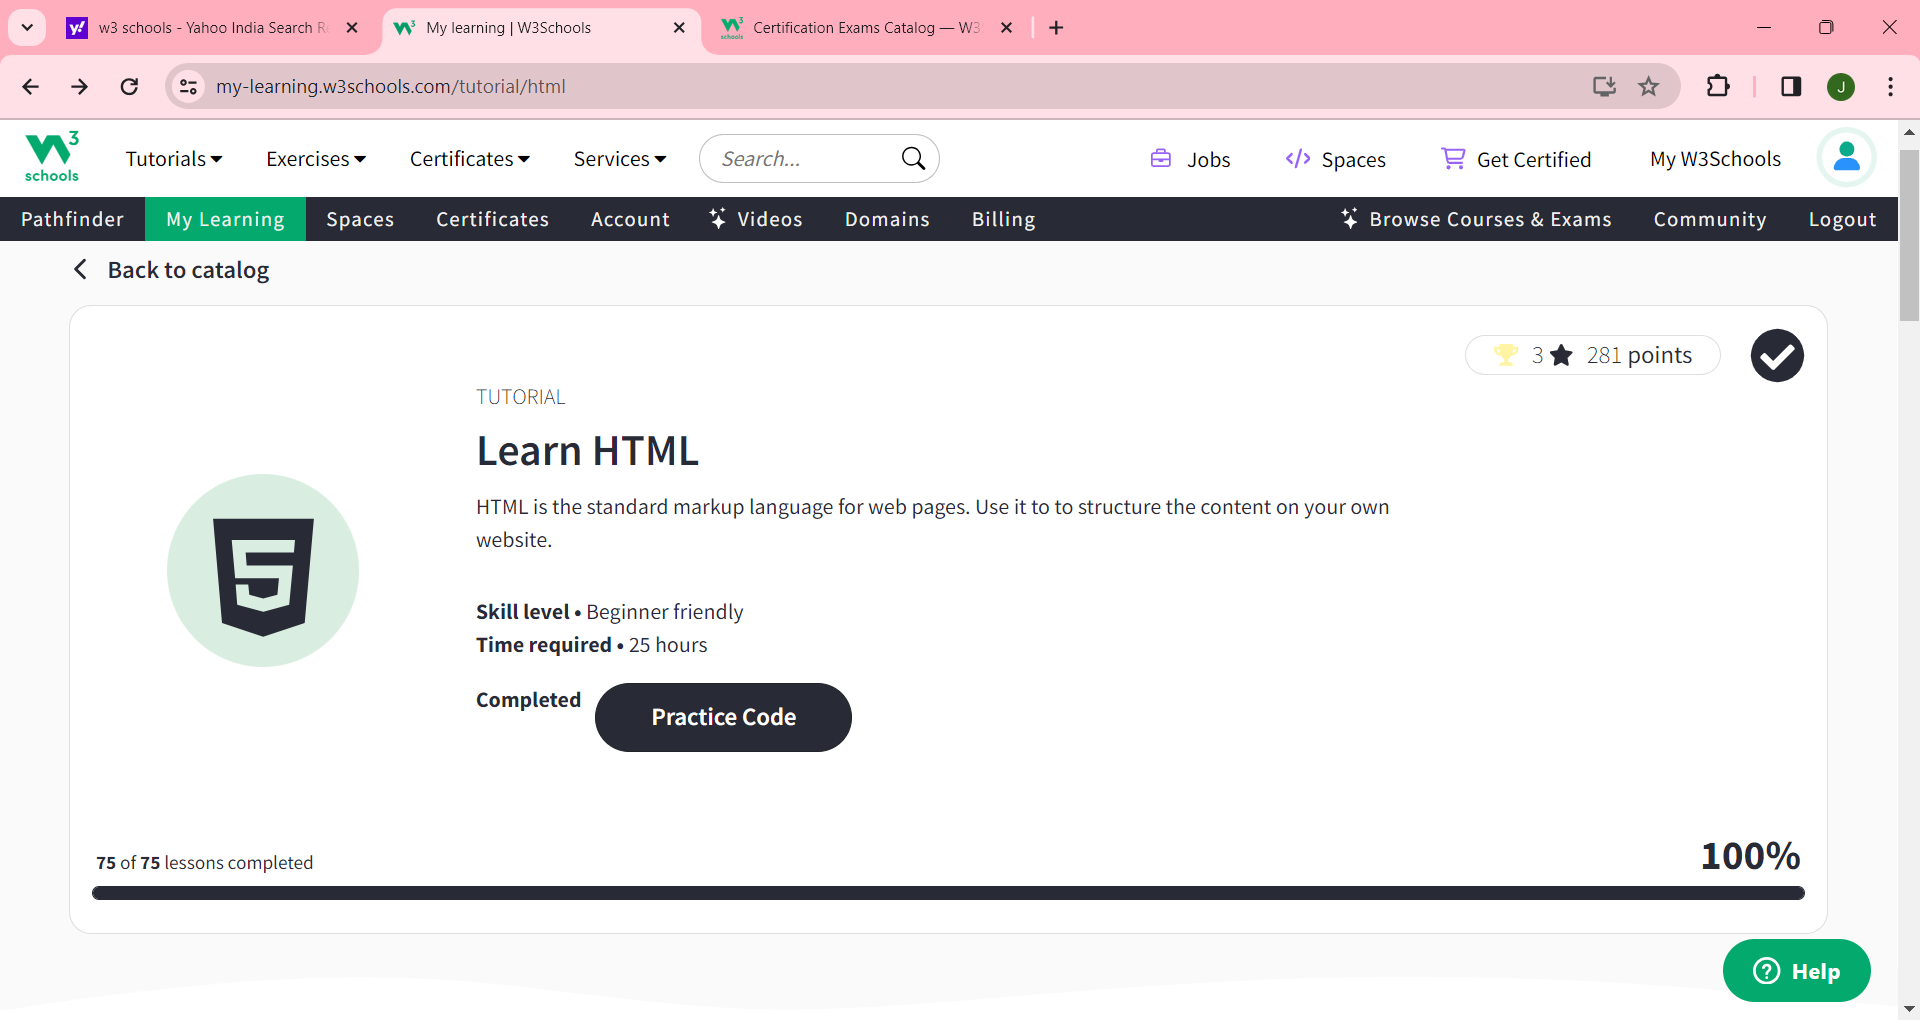 w3 schools - Yahoo India Search R
My learning | W3Schools
Certification Exams Catalog — W3
my-learning.w3schools.com/tutorial/html
J
3
schools
Tutorials
Exercises
Certificates
Services
Search...
Jobs
Spaces
Get Certified
My W3Schools
Pathfinder
My Learning
Spaces
Certificates
Account
Videos
Domains
Billing
Browse Courses & Exams
Community
Logout
Back to catalog
3 281 points
TUTORIAL
Learn HTML
HTML is the standard markup language for web pages. Use it to to structure the content on your own
website.
Skill level • Beginner friendly
Time required • 25 hours
Completed
Practice Code
75 of 75 lessons completed
100%
Help